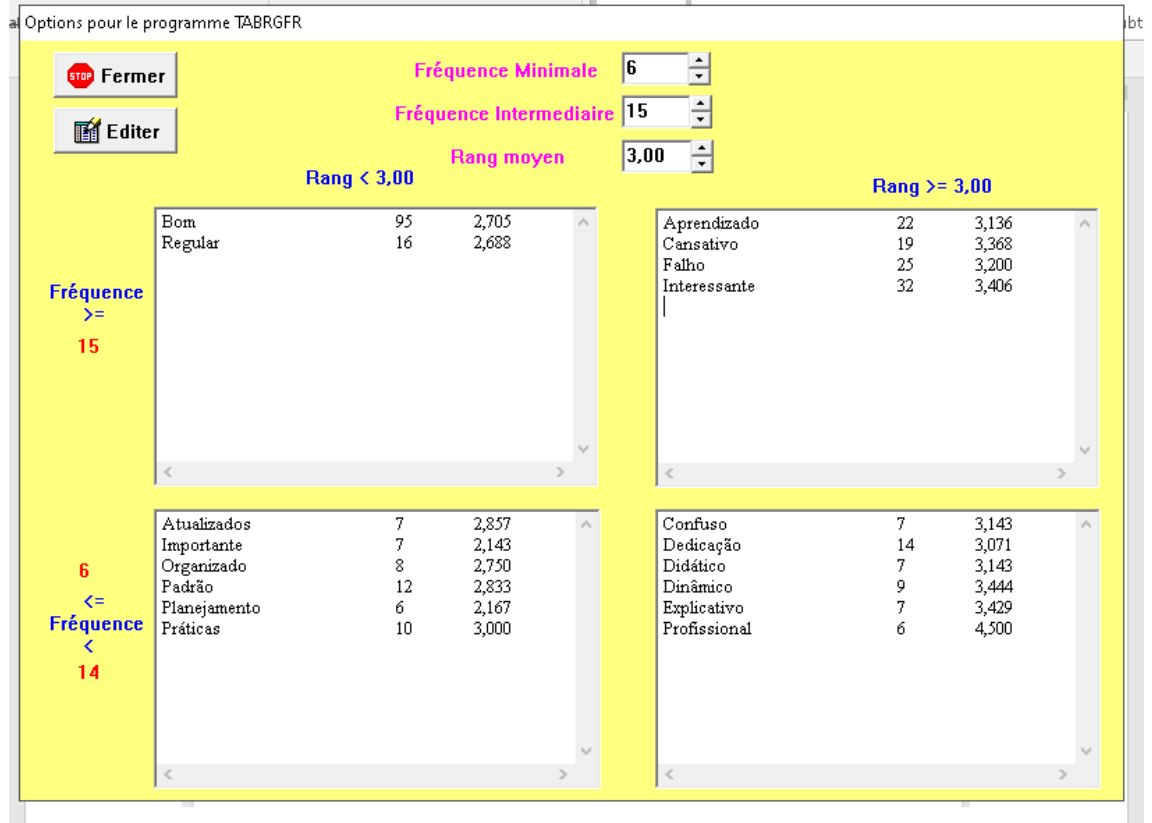 Options pour le programme TABRGFR
STOP Fermer
Fréquence Minimale 6
Editer
Fréquence Intermediaire 15
Rang moyen 3,00
Rang < 3,00
Rang >= 3,00
Fréquence
>=
15
Bom 95 2,705
Regular 16 2,688
Aprendizado 22 3,136
Cansativo 19 3,368
Falho 25 3,200
Interessante 32 3,406
6
<=
Fréquence
<
14
Atualizados 7 2,857
Importante 7 2,143
Organizado 8 2,750
Padrão 12 2,833
Planejamento 6 2,167
Práticas 10 3,000
Confuso 7 3,143
Dedicação 14 3,071
Didático 7 3,143
Dinâmico 9 3,444
Explicativo 7 3,429
Profissional 6 4,500